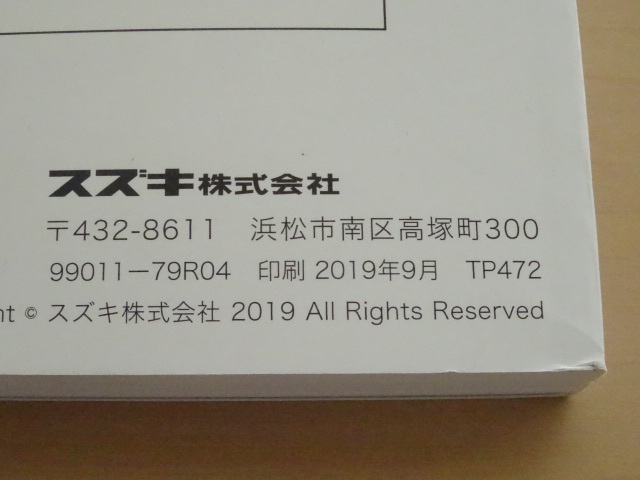 スズキ株式会社
〒432-8611 浜松市南区高塚町300
99011－79R04 印刷 2019年9月 TP472
© スズキ株式会社 2019 All Rights Reserved